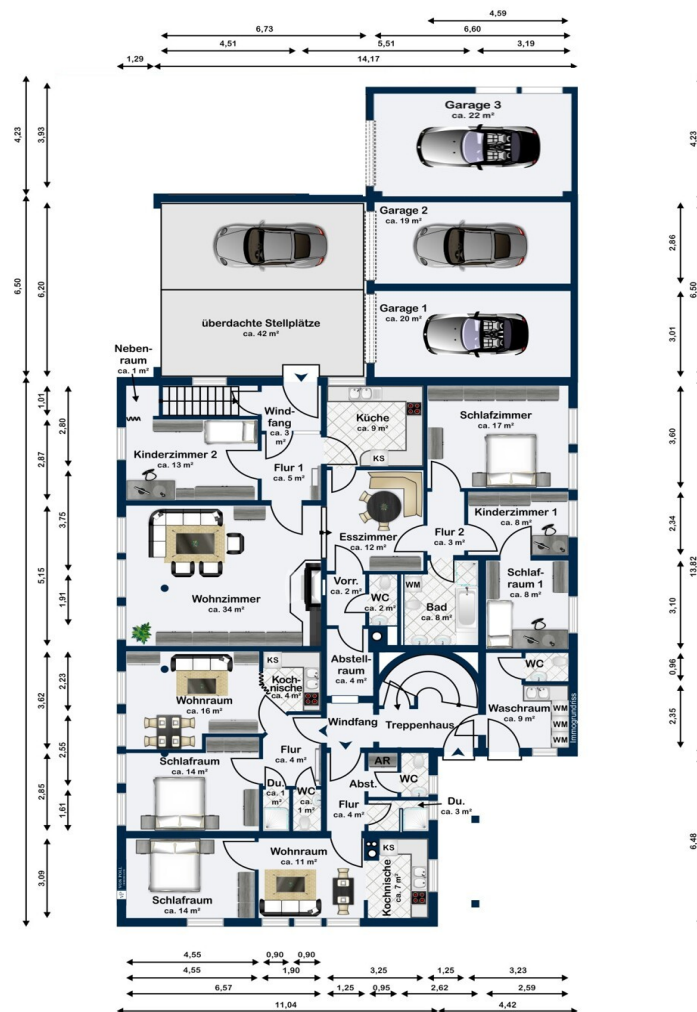 4,59
6,73
6,60
4,51
5,51
3,19
1,29
14,17
4,23
3,93
4,23
6,50
6,20
2,86
6,50
3,01
Garage 3
ca. 22 m²
Garage 2
ca. 19 m²
Garage 1
ca. 20 m²
überdachte Stellplätze
ca. 42 m²
Neben-
raum
ca. 1 m²
1,01
2,80
2,87
3,75
5,15
1,91
3,60
2,34
13,82
3,10
0,96
2,35
Wind-
fang
ca. 3
m²
Küche
ca. 9 m²
KS
Schlafzimmer
ca. 17 m²
Kinderzimmer 2
ca. 13 m²
Flur 1
ca. 5 m²
Kinderzimmer 1
ca. 8 m²
Esszimmer
ca. 12 m²
Flur 2
ca. 3 m²
Wohnzimmer
ca. 34 m²
Vorr.
ca. 2 m²
WC
ca. 2 m²
WM
Bad
ca. 8 m²
Schlaf-
raum 1
ca. 8 m²
Abstell-
raum
ca. 4 m²
WC
Waschraum
ca. 9 m²
WM
WM
WM
immogrundriss
Windfang
Treppenhaus
KS
Koch-
nische
ca. 4 m²
Wohnraum
ca. 16 m²
3,62
2,23
2,55
2,85
1,61
3,09
6,48
Schlafraum
ca. 14 m²
Flur
ca. 4 m²
Du.
ca. 1
m²
WC
ca. 1
m²
AR
Abst.
WC
Flur
ca. 4 m²
Du.
ca. 3 m²
Wohnraum
ca. 11 m²
KS
Kochnische
ca. 7 m²
Schlafraum
ca. 14 m²
4,55
0,90
0,90
4,55
1,90
3,25
1,25
3,23
6,57
1,25
0,95
2,62
2,59
11,04
4,42